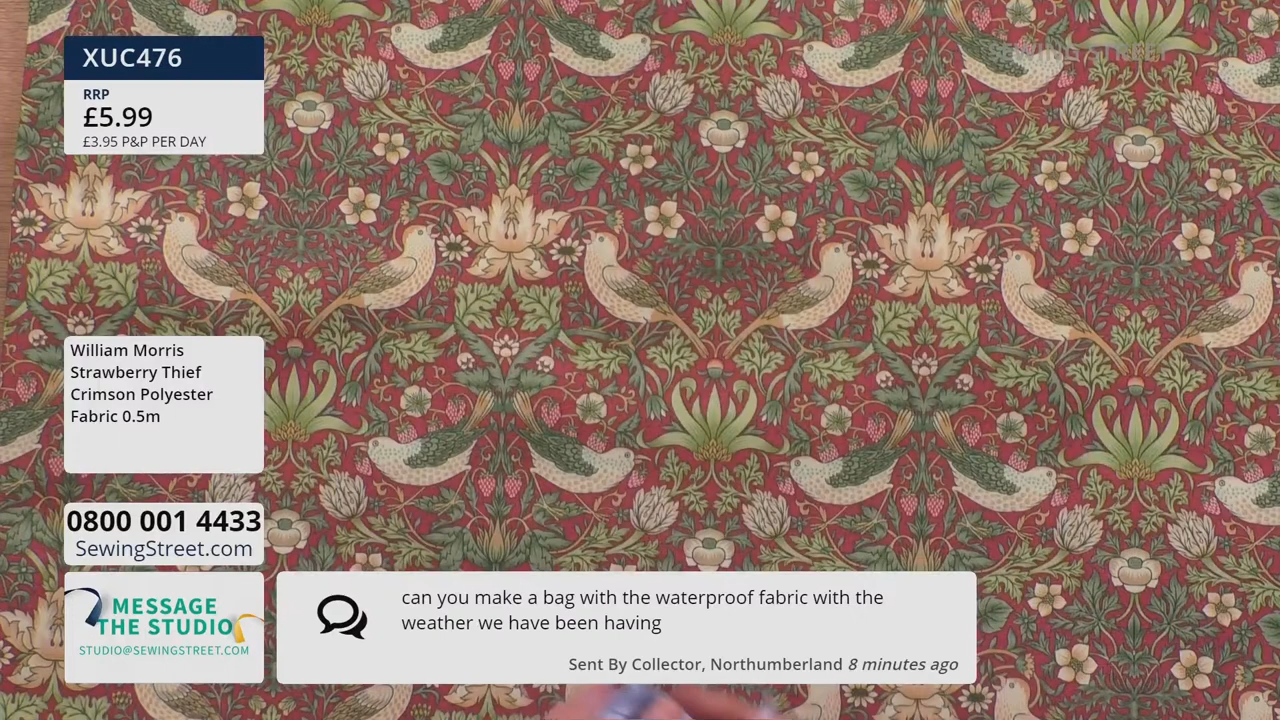 SEWING STREET
XUC476
RRP
£5.99
£3.95 P&P PER DAY
William Morris
Strawberry Thief
Crimson Polyester
Fabric 0.5m
0800 001 4433
SewingStreet.com
MESSAGE
THE STUDIO
STUDIO@SEWINGSTREET.COM
can you make a bag with the waterproof fabric with the
weather we have been having
Sent By Collector, Northumberland 8 minutes ago